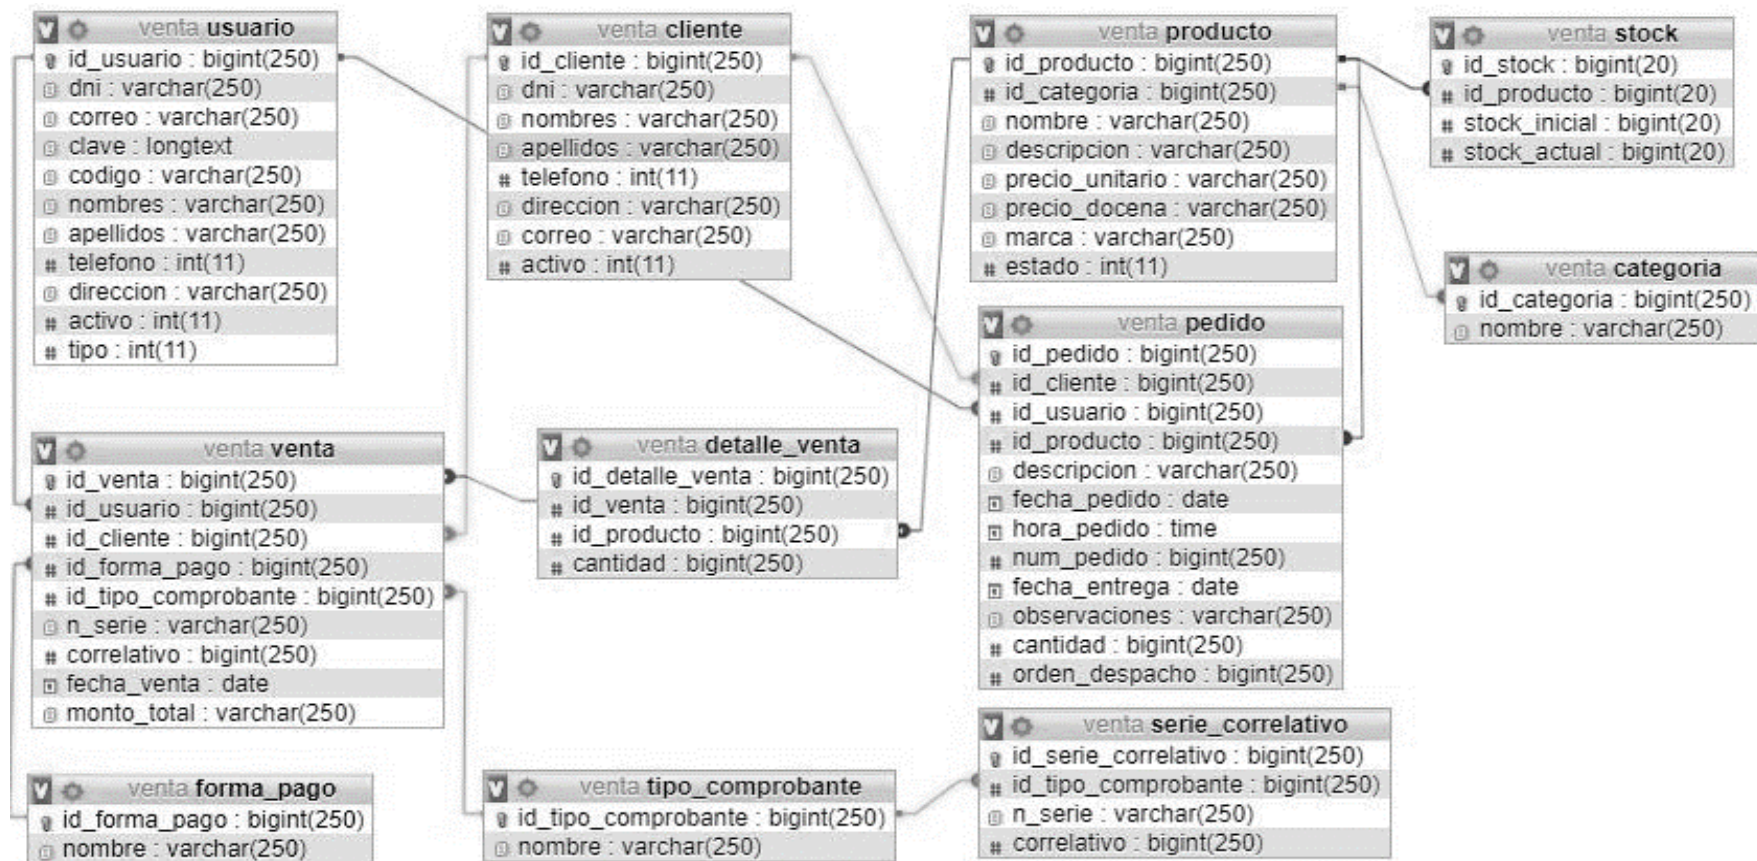 venta usuario
id_usuario : bigint(250)
dni : varchar(250)
correo : varchar(250)
clave : longtext
codigo : varchar(250)
nombres : varchar(250)
apellidos : varchar(250)
telefono : int(11)
direccion : varchar(250)
activo : int(11)
tipo : int(11)
venta cliente
id_cliente : bigint(250)
dni : varchar(250)
nombres : varchar(250)
apellidos : varchar(250)
telefono : int(11)
direccion : varchar(250)
correo : varchar(250)
activo : int(11)
venta producto
id_producto : bigint(250)
id_categoria : bigint(250)
nombre : varchar(250)
descripcion : varchar(250)
precio_unitario : varchar(250)
precio_docena : varchar(250)
marca : varchar(250)
estado : int(11)
venta stock
id_stock : bigint(20)
id_producto : bigint(20)
stock_inicial : bigint(20)
stock_actual : bigint(20)
venta categoria
id_categoria : bigint(250)
nombre : varchar(250)
venta pedido
id_pedido : bigint(250)
id_cliente : bigint(250)
id_usuario : bigint(250)
id_producto : bigint(250)
descripcion : varchar(250)
fecha_pedido : date
hora_pedido : time
num_pedido : bigint(250)
fecha_entrega : date
observaciones : varchar(250)
cantidad : bigint(250)
orden_despacho : bigint(250)
venta venta
id_venta : bigint(250)
id_usuario : bigint(250)
id_cliente : bigint(250)
id_forma_pago : bigint(250)
id_tipo_comprobante : bigint(250)
n_serie : varchar(250)
correlativo : bigint(250)
fecha_venta : date
monto_total : varchar(250)
venta detalle_venta
id_detalle_venta : bigint(250)
id_venta : bigint(250)
id_producto : bigint(250)
cantidad : bigint(250)
venta forma_pago
id_forma_pago : bigint(250)
nombre : varchar(250)
venta tipo_comprobante
id_tipo_comprobante : bigint(250)
nombre : varchar(250)
venta serie_correlativo
id_serie_correlativo : bigint(250)
id_tipo_comprobante : bigint(250)
n_serie : varchar(250)
correlativo : bigint(250)